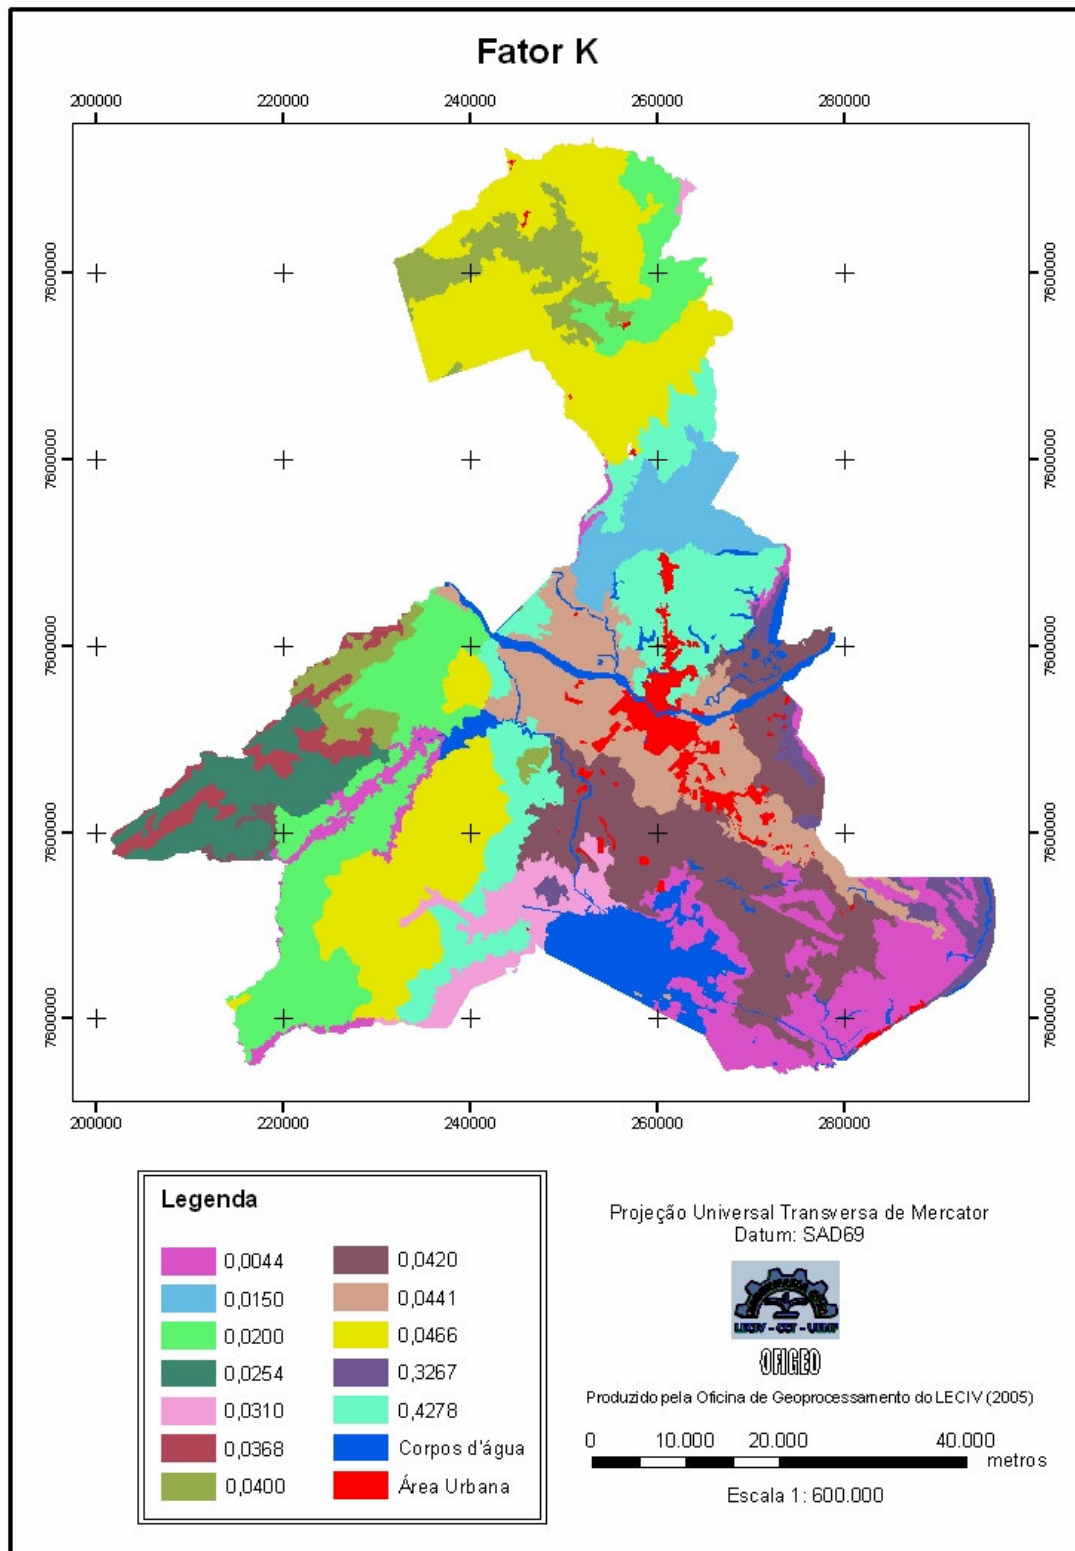 Fator K
200000 220000 240000 260000 280000
7600000 7600000
7600000 7600000
7600000 7600000
7600000 7600000
7600000 7600000
200000 220000 240000 260000 280000
Legenda
0,0044 0,0420
0,0150 0,0441
0,0200 0,0466
0,0254 0,3267
0,0310 0,4278
0,0368 Corpos d'água
0,0400 Área Urbana
Projeção Universal Transversa de Mercator
Datum: SAD69
LECIV - CCT - UENF
OFIGEO
Produzido pela Oficina de Geoprocessamento do LECIV (2005)
0 10.000 20.000 40.000
metros
Escala 1: 600.000